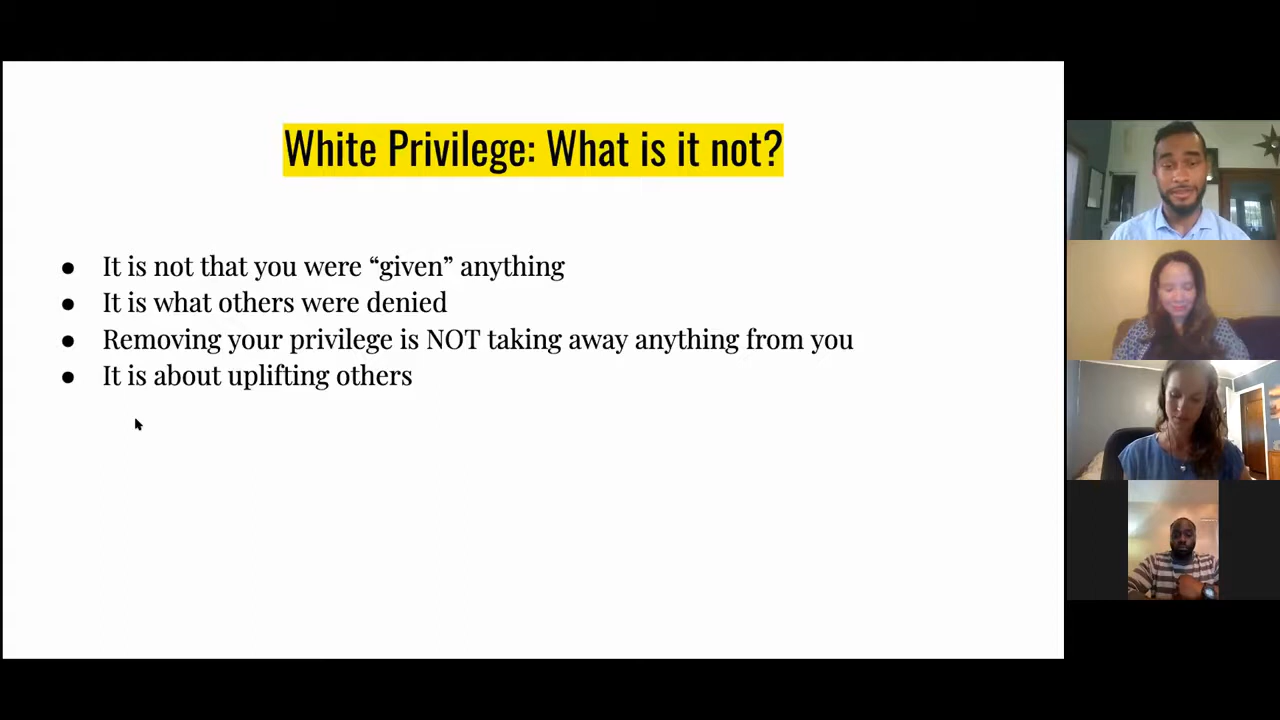 White Privilege: What is it not?
● It is not that you were “given” anything
● It is what others were denied
● Removing your privilege is NOT taking away anything from you
● It is about uplifting others